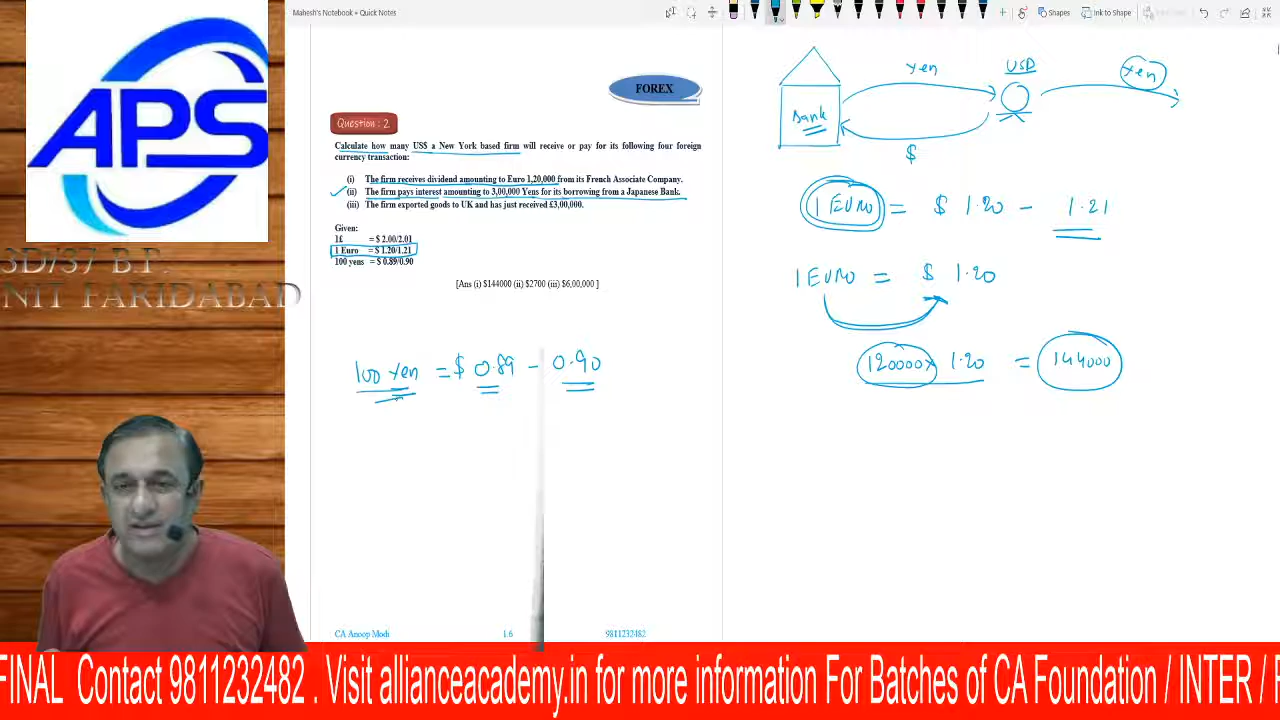 Mahesh's Notebook • Quick Notes
Shapes
Ink to Shape
APS
3D/37 B.P.
NIT FARIDABAD
FOREX
Question : 2
Calculate how many US$ a New York based firm will receive or pay for its following four foreign
currency transaction:
(i) The firm receives dividend amounting to Euro 1,20,000 from its French Associate Company.
(ii) The firm pays interest amounting to 3,00,000 Yens for its borrowing from a Japanese Bank.
(iii) The firm exported goods to UK and has just received £3,00,000.
Given:
1£ = $ 2.00/2.01
1 Euro = $ 1.20/1.21
100 yens = $ 0.89/0.90
[Ans (i) $144000 (ii) $2700 (iii) $6,00,000 ]
100 yen = $ 0.89 - 0.90
CA Anoop Modi 1.6 9811232482
yen USD yen
Bank
$
1 EURO = $ 1.20 - 1.21
1 EURO = $ 1.20
120000 x 1.20 = 144000
FINAL Contact 9811232482 . Visit allianceacademy.in for more information For Batches of CA Foundation / INTER /